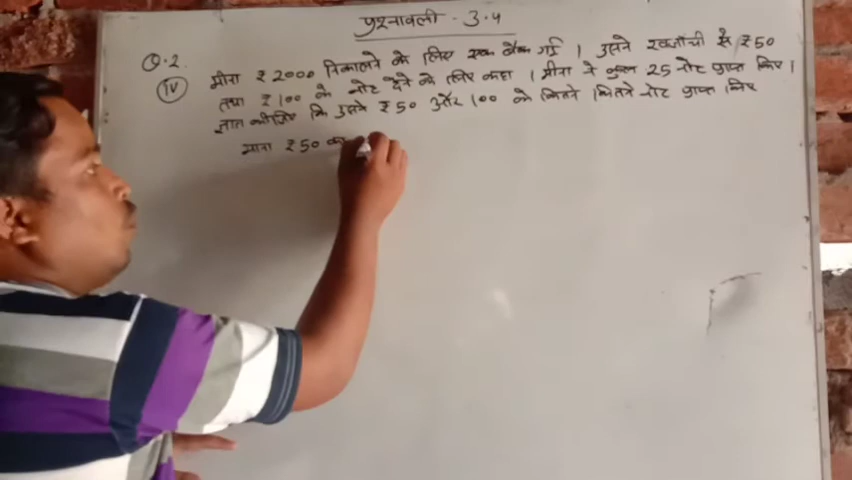 प्रश्नावली - 3.4
Q.2.
(iv) मीना ₹2000 निकालने के लिए एक बैंक गई । उसने खजाँची से ₹50
तथा ₹100 के नोट देने के लिए कहा । मीना ने कुल 25 नोट प्राप्त किए ।
ज्ञात कीजिए कि उसने ₹50 और 100 के कितने कितने नोट प्राप्त किए
माना ₹50 के